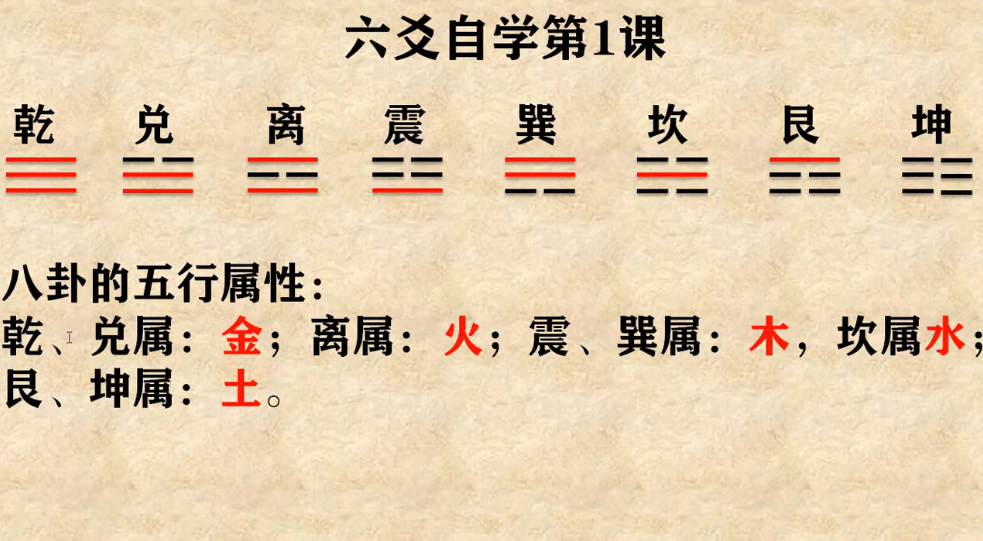 六爻自学第1课
乾 兑 离 震 巽 坎 艮 坤
八卦的五行属性：
乾、兑属：金；离属：火；震、巽属：木，坎属水；
艮、坤属：土。